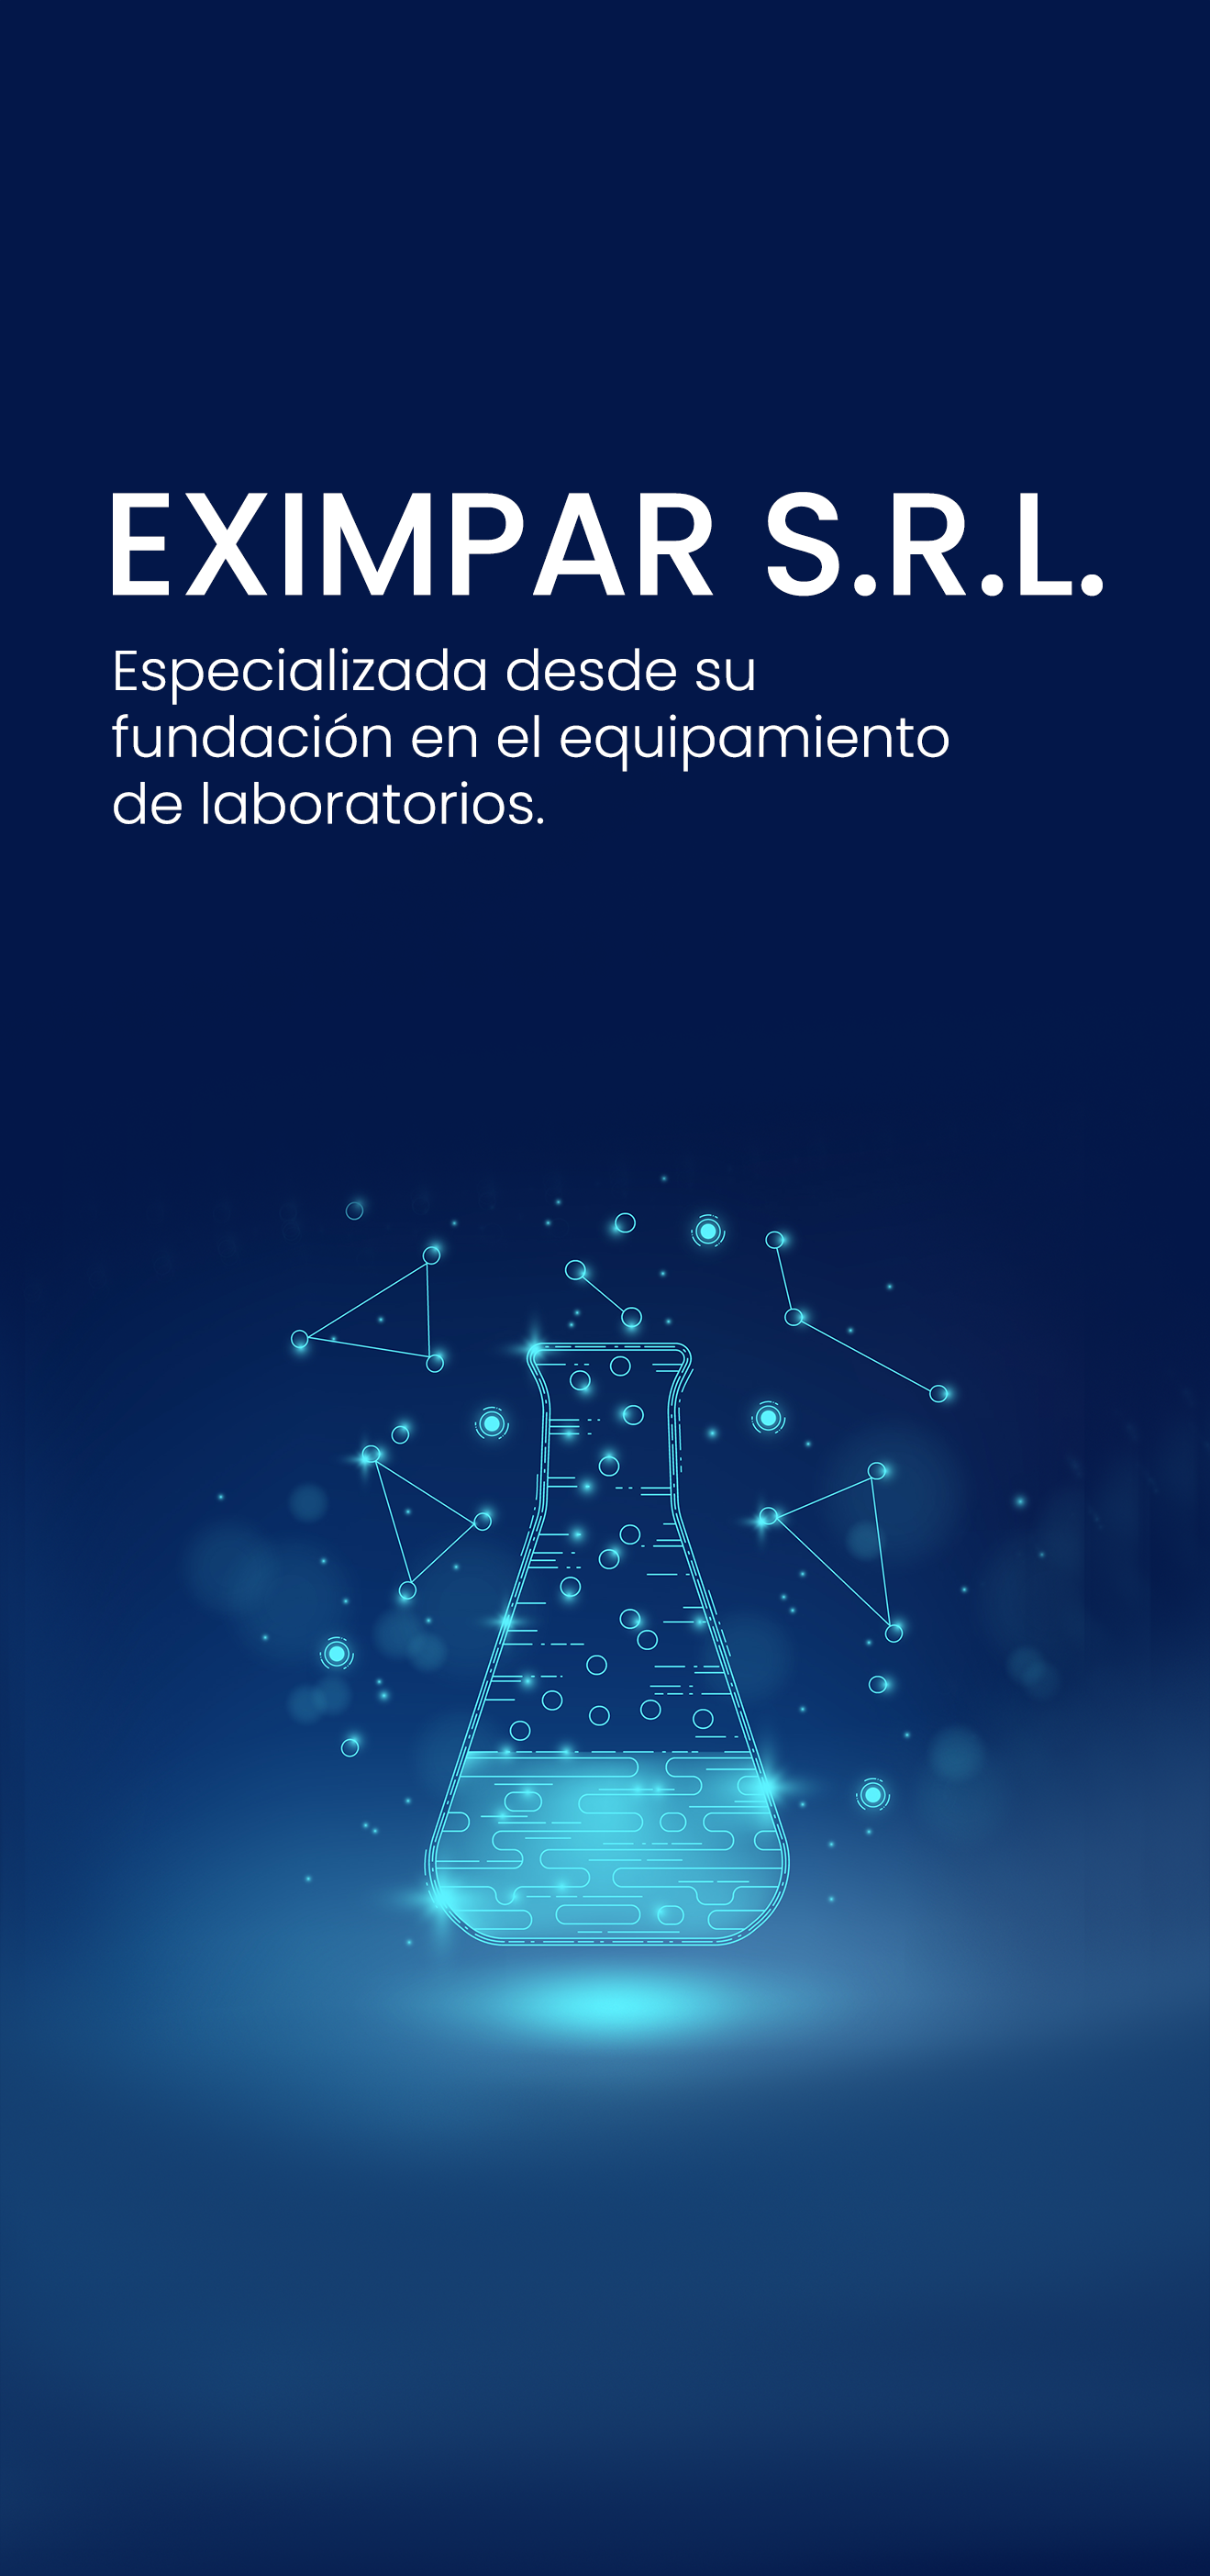 EXIMPAR S.R.L.
Especializada desde su
fundación en el equipamiento
de laboratorios.